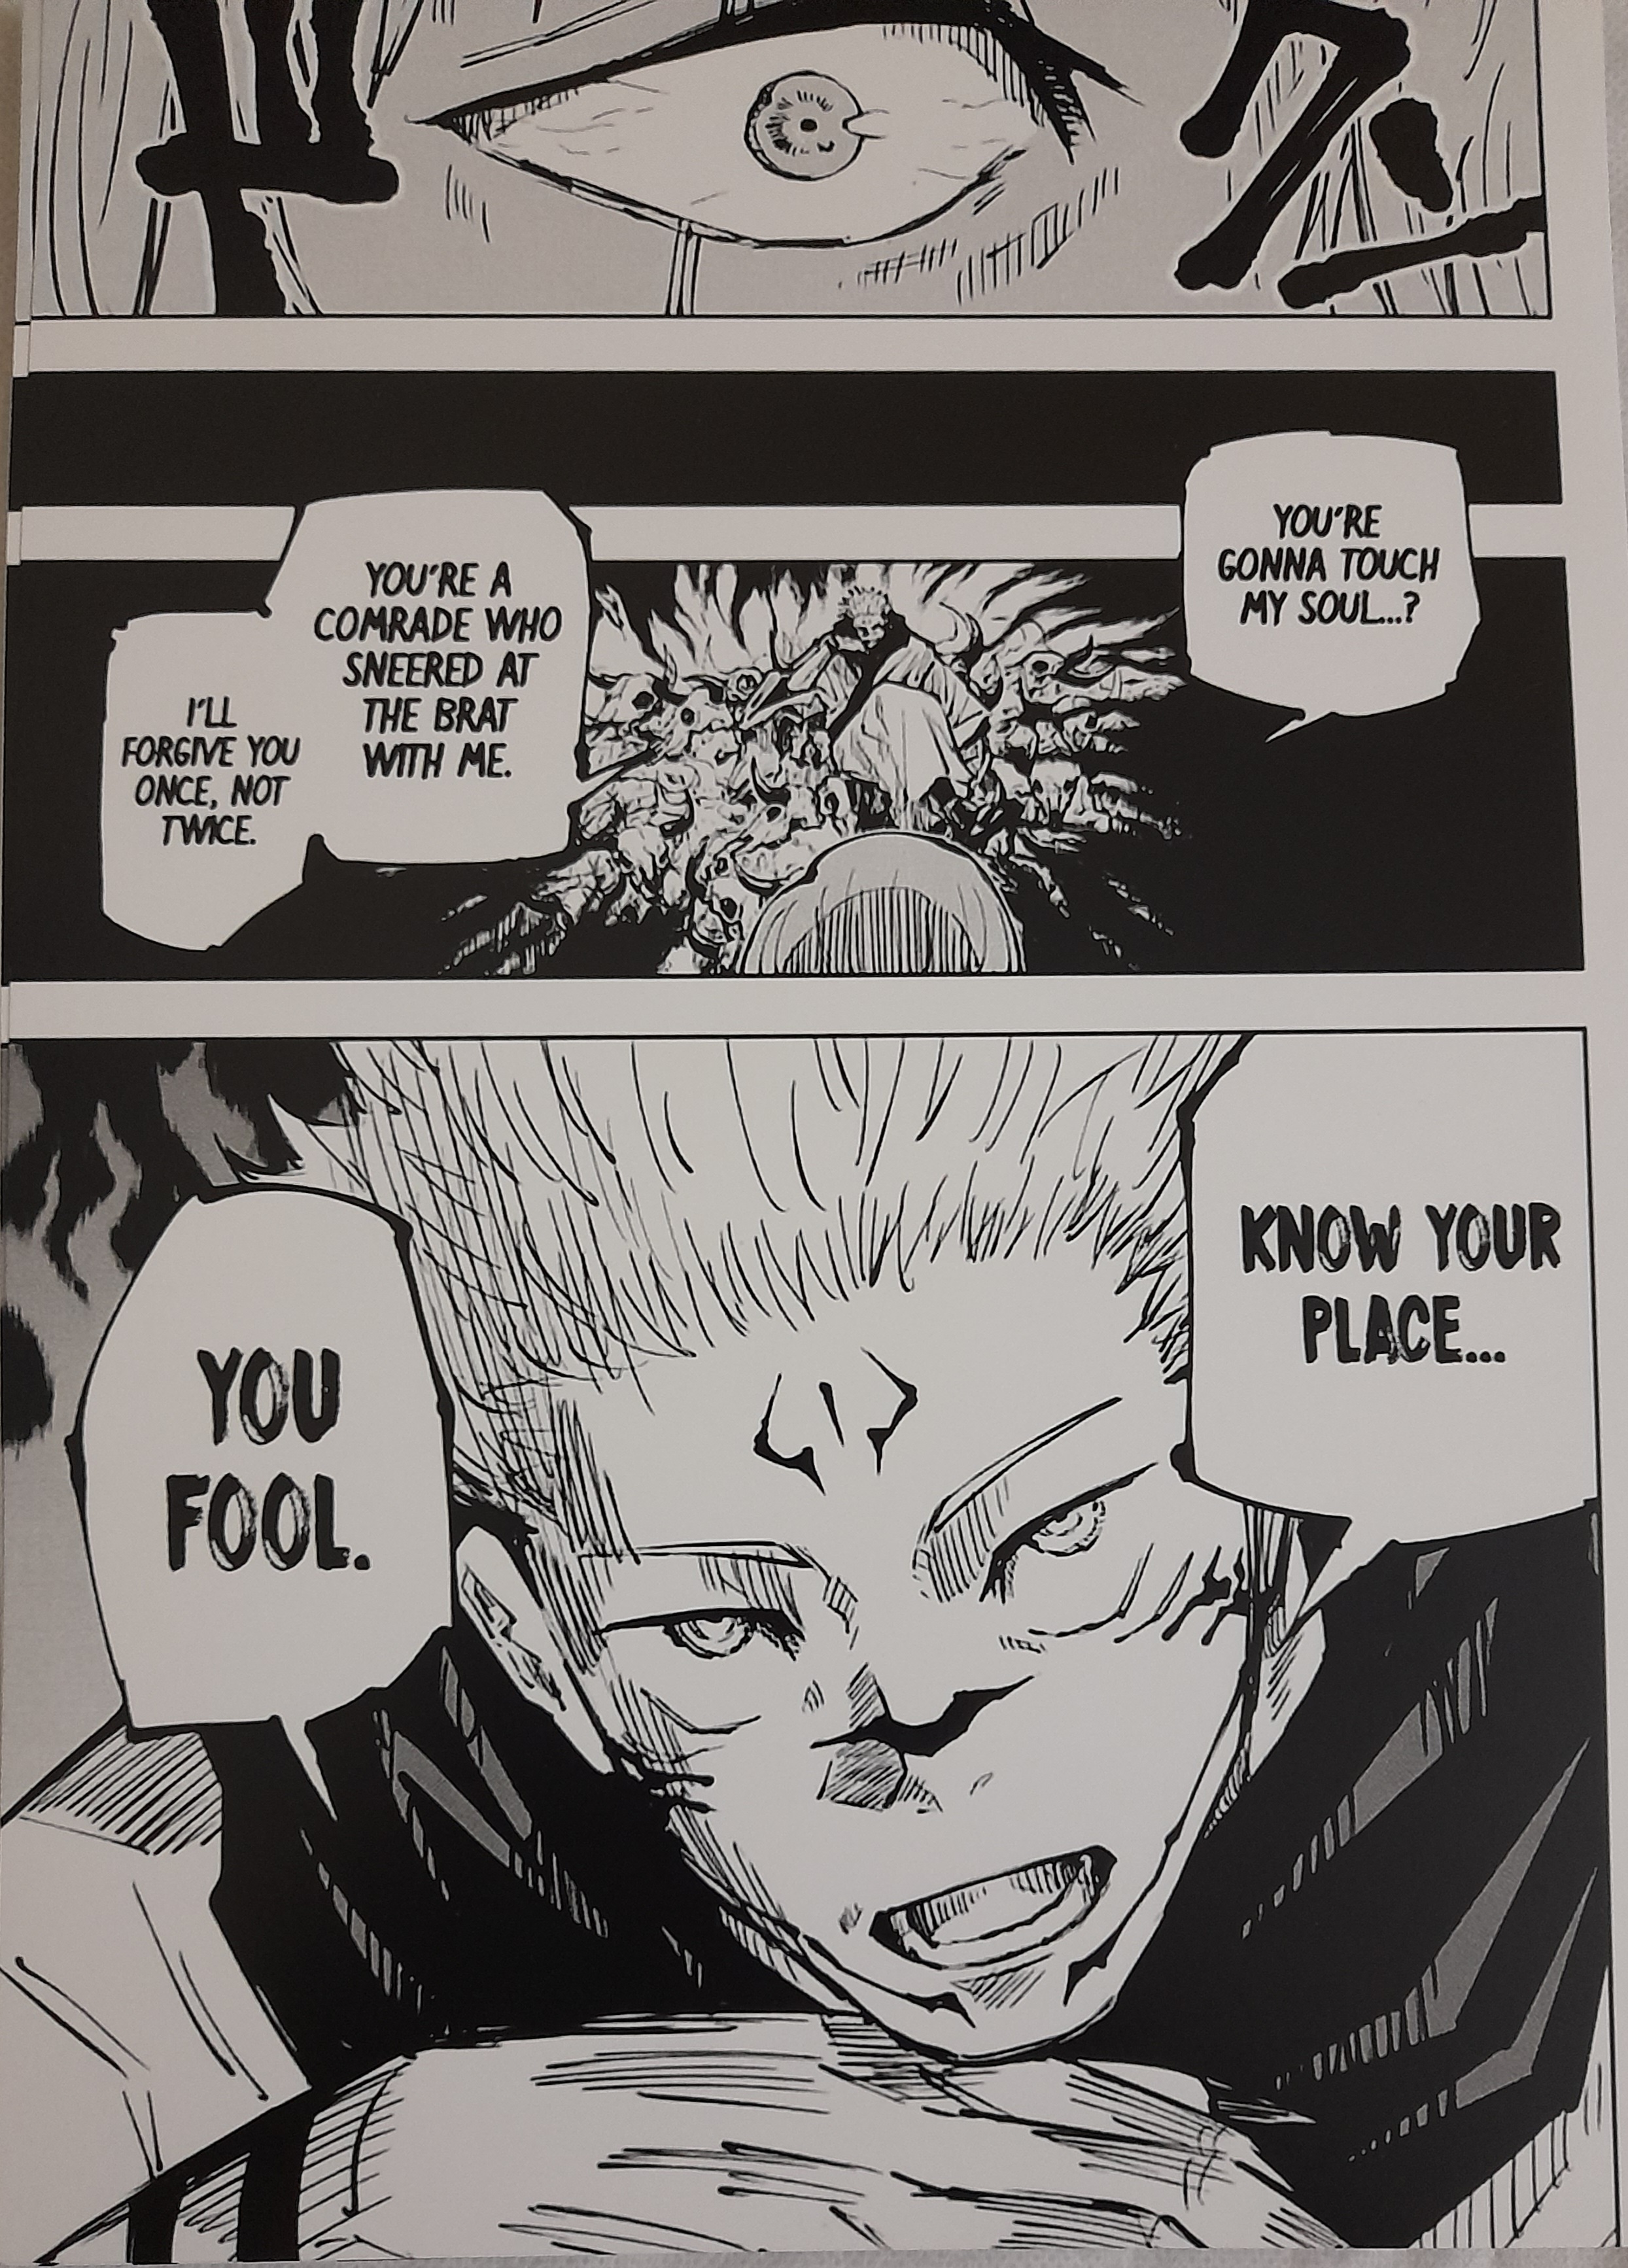 YOU'RE
GONNA TOUCH
MY SOUL...?
YOU'RE A
COMRADE WHO
SNEERED AT
THE BRAT
WITH ME.
I'LL
FORGIVE YOU
ONCE, NOT
TWICE.
KNOW YOUR
PLACE...
YOU
FOOL.